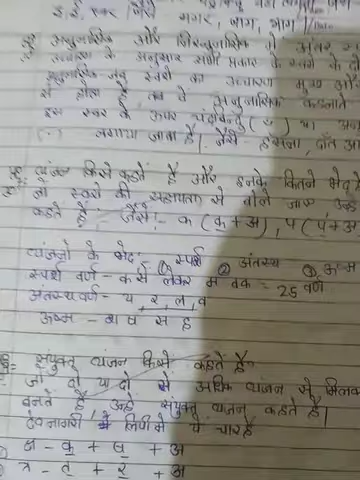 इ. ई. स्वर । जैसे
मगर, बाग, भाग ।
अनुनासिक और निरनुनासिक में अंतर
उच्चारण के अनुसार सभी प्रकार के स्वरों के दो
जब स्वरों का उच्चारण मुख और
से होता है, तब वे अनुनासिक कहलाते
इस स्वर के ऊपर चंद्रबिन्दु (ँ) या
(.) लगाया जाता है। जैसे - हँसना, दाँत
व्यंजन किसे कहते हैं और इनके कितने भेद
जो स्वरों की सहायता से बोले जाए उन्हें
कहते हैं - जैसे :- क (क् + अ), प (प् + अ
व्यंजनों के भेद:- ① स्पर्श ② अंतस्थ ③
स्पर्श वर्ण - क से लेकर म तक = 25 वर्ण
अंतस्थ वर्ण - य, र, ल, व
ऊष्म - श ष स ह
संयुक्त व्यंजन किसे कहते हैं?
जो दो या दो से अधिक व्यंजन से मिलकर
बनते हैं, उन्हें संयुक्त व्यंजन कहते हैं।
देवनागरी लिपी में ये चार हैं
क्ष - क् + ष + अ
त्र - त् + र + अ